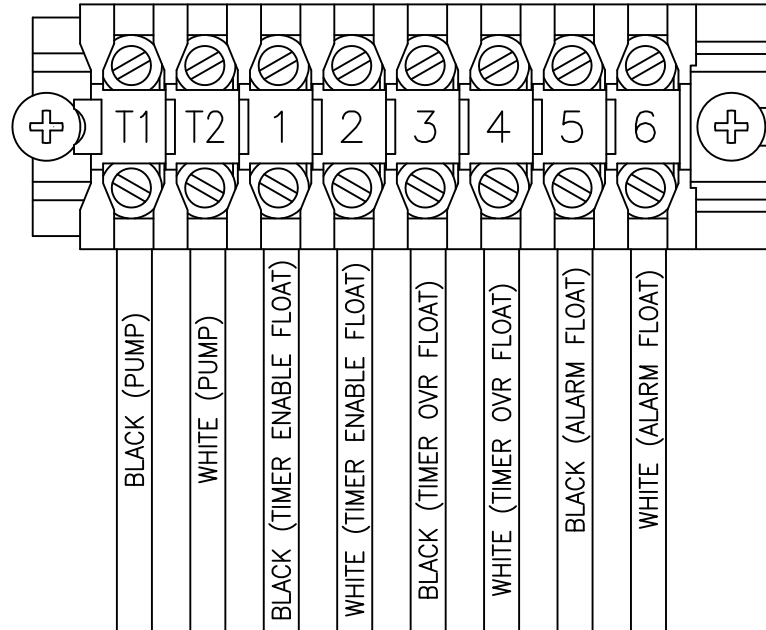 T1 T2 1 2 3 4 5 6
BLACK (PUMP)
WHITE (PUMP)
BLACK (TIMER ENABLE FLOAT)
WHITE (TIMER ENABLE FLOAT)
BLACK (TIMER OVR FLOAT)
WHITE (TIMER OVR FLOAT)
BLACK (ALARM FLOAT)
WHITE (ALARM FLOAT)